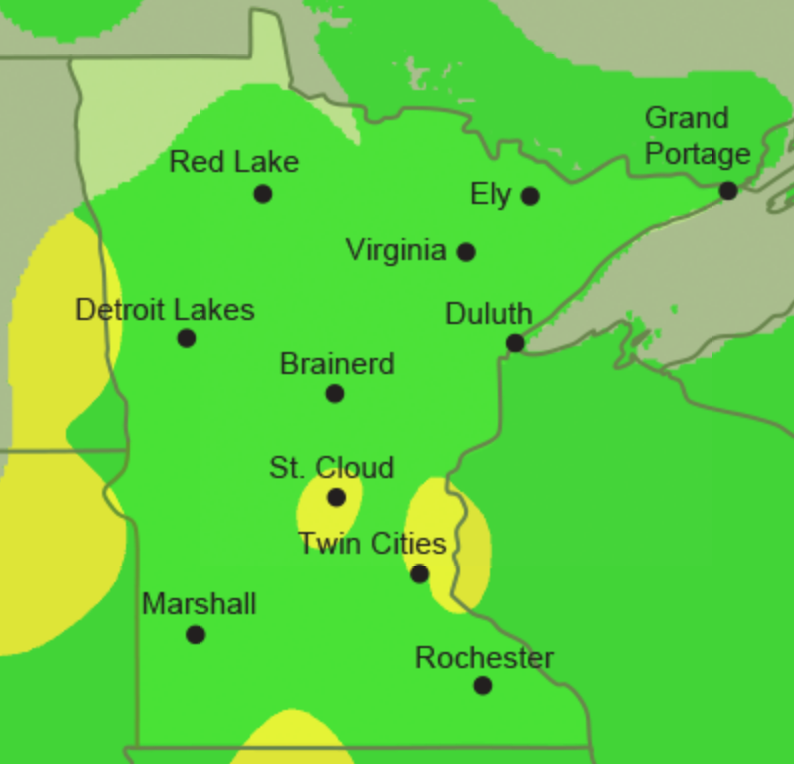 Grand
Portage
Red Lake
Ely
Virginia
Detroit Lakes
Duluth
Brainerd
St. Cloud
Twin Cities
Marshall
Rochester